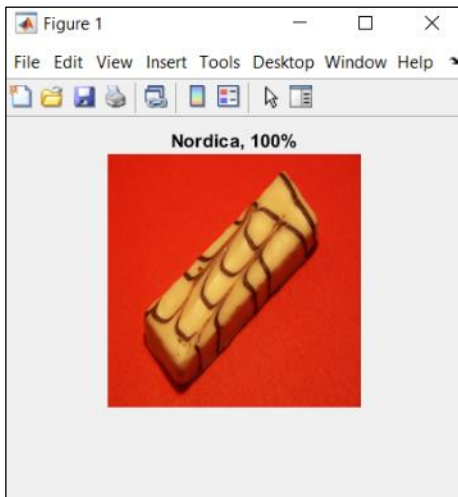 Figure 1
File Edit View Insert Tools Desktop Window Help
Nordica, 100%